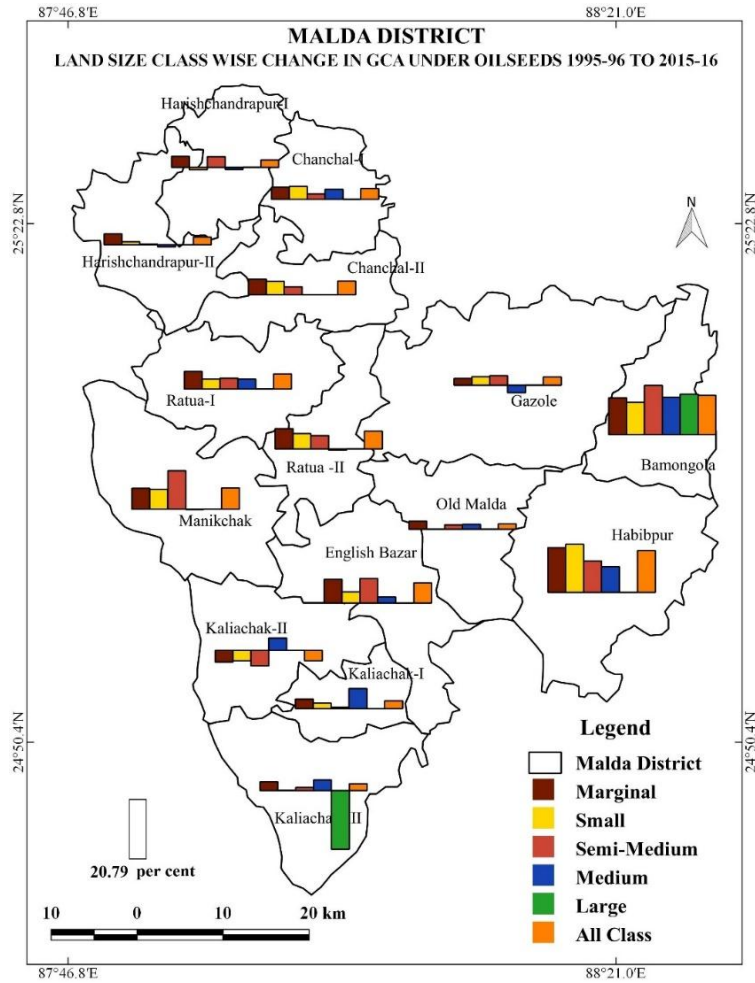 87°46.8'E 88°21.0'E
MALDA DISTRICT
LAND SIZE CLASS WISE CHANGE IN GCA UNDER OILSEEDS 1995-96 TO 2015-16
Harishchandrapur-I
Chanchal-
25°22.8'N 25°22.8'N
N
Harishchandrapur-II
Chanchal-II
Ratua-I
Gazole
Ratua -II
Bamongola
Manikchak
Old Malda
Habibpur
English Bazar
Kaliachak-II
Kaliachak-I
24°50.4'N 24°50.4'N
Legend
Malda District
Marginal
Kaliacha II
Small
Semi-Medium
20.79 per cent
Medium
Large
10 0 10 20 km
All Class
87°46.8'E 88°21.0'E